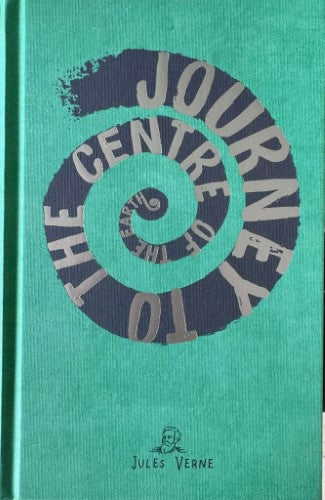 JOURNEY TO THE CENTRE OF THE EARTH
JULES VERNE